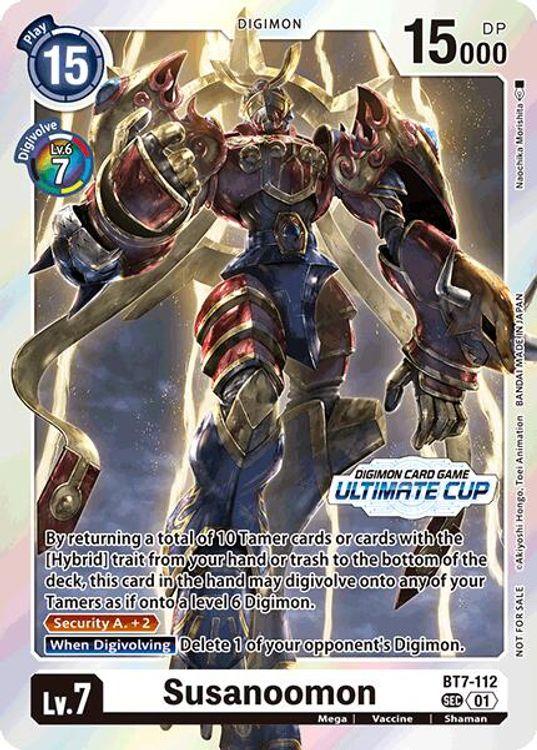 Play
15
DIGIMON
15000
DP
Digivolve
Lv.6
7
Naochika Morishita
©Akiyoshi Hongo, Toei Animation BANDAI MADE IN JAPAN
NOT FOR SALE
DIGIMON CARD GAME
ULTIMATE CUP
By returning a total of 10 Tamer cards or cards with the
[Hybrid] trait from your hand or trash to the bottom of the
deck, this card in the hand may digivolve onto any of your
Tamers as if onto a level 6 Digimon.
Security A. +2
When Digivolving Delete 1 of your opponent's Digimon.
Lv.7
Susanoomon
BT7-112
SEC 01
Mega | Vaccine | Shaman